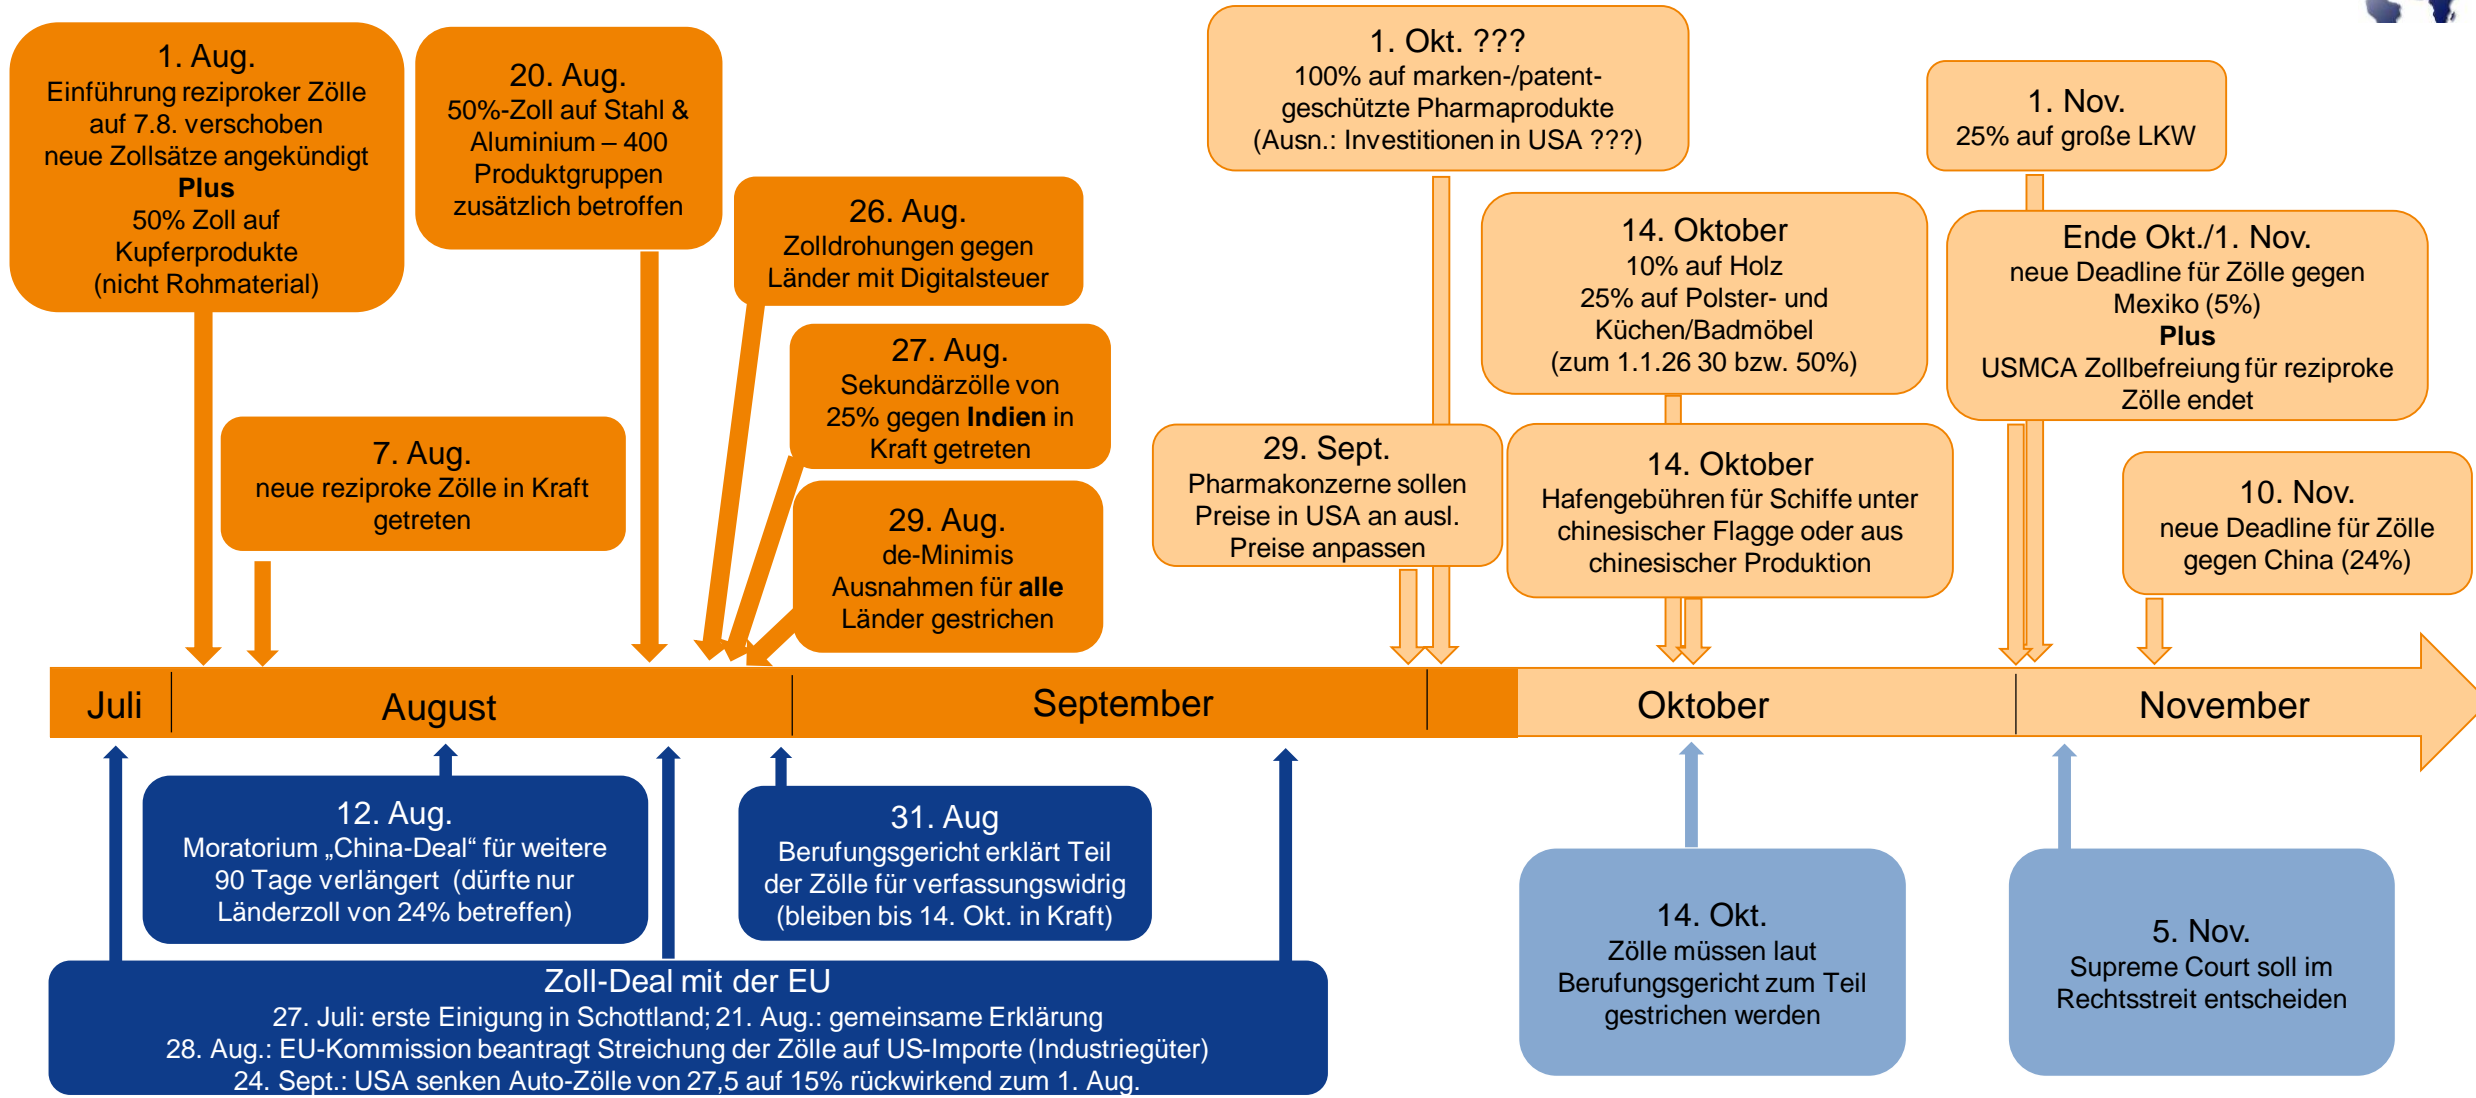 1. Aug.
Einführung reziproker Zölle
auf 7.8. verschoben
neue Zollsätze angekündigt
Plus
50% Zoll auf
Kupferprodukte
(nicht Rohmaterial)
20. Aug.
50%-Zoll auf Stahl &
Aluminium – 400
Produktgruppen
zusätzlich betroffen
26. Aug.
Zolldrohungen gegen
Länder mit Digitalsteuer
27. Aug.
Sekundärzölle von
25% gegen Indien in
Kraft getreten
7. Aug.
neue reziproke Zölle in Kraft
getreten
29. Aug.
de-Minimis
Ausnahmen für alle
Länder gestrichen
1. Okt. ???
100% auf marken-/patent-
geschützte Pharmaprodukte
(Ausn.: Investitionen in USA ???)
1. Nov.
25% auf große LKW
14. Oktober
10% auf Holz
25% auf Polster- und
Küchen/Badmöbel
(zum 1.1.26 30 bzw. 50%)
Ende Okt./1. Nov.
neue Deadline für Zölle gegen
Mexiko (5%)
Plus
USMCA Zollbefreiung für reziproke
Zölle endet
29. Sept.
Pharmakonzerne sollen
Preise in USA an ausl.
Preise anpassen
14. Oktober
Hafengebühren für Schiffe unter
chinesischer Flagge oder aus
chinesischer Produktion
10. Nov.
neue Deadline für Zölle
gegen China (24%)
Juli
August
September
Oktober
November
12. Aug.
Moratorium „China-Deal“ für weitere
90 Tage verlängert (dürfte nur
Länderzoll von 24% betreffen)
31. Aug
Berufungsgericht erklärt Teil
der Zölle für verfassungswidrig
(bleiben bis 14. Okt. in Kraft)
14. Okt.
Zölle müssen laut
Berufungsgericht zum Teil
gestrichen werden
5. Nov.
Supreme Court soll im
Rechtsstreit entscheiden
Zoll-Deal mit der EU
27. Juli: erste Einigung in Schottland; 21. Aug.: gemeinsame Erklärung
28. Aug.: EU-Kommission beantragt Streichung der Zölle auf US-Importe (Industriegüter)
24. Sept.: USA senken Auto-Zölle von 27,5 auf 15% rückwirkend zum 1. Aug.